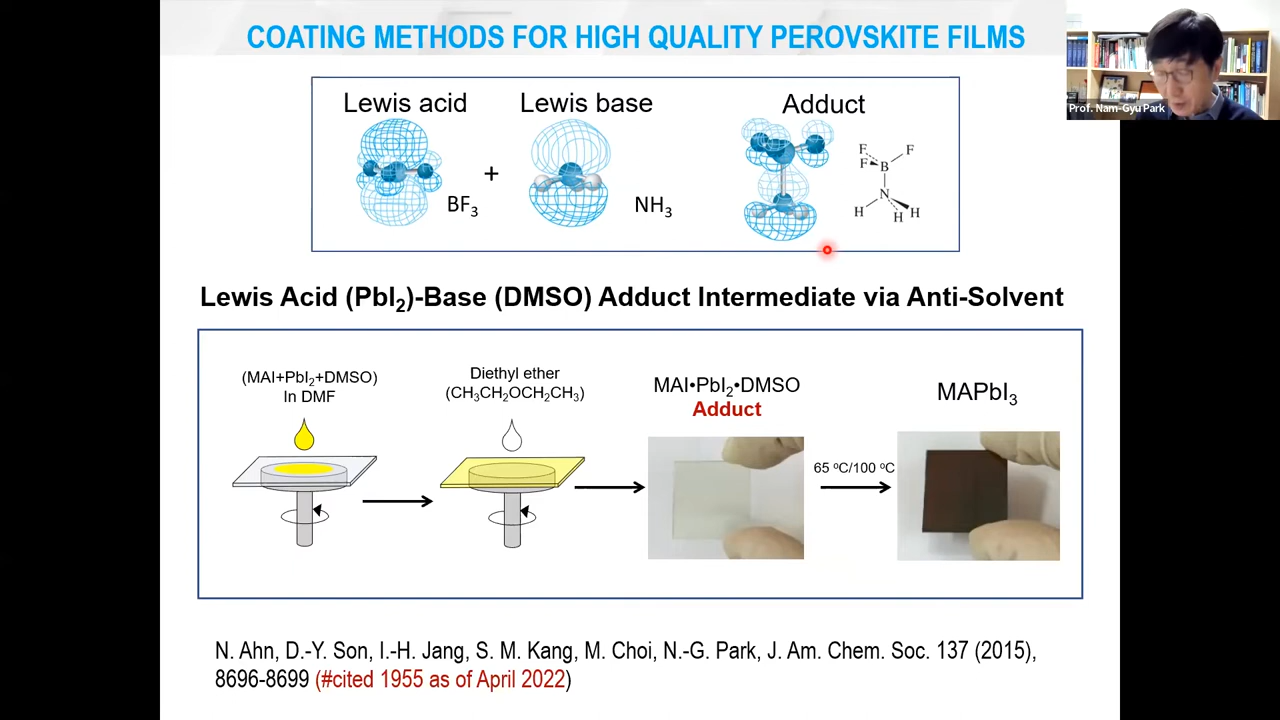 COATING METHODS FOR HIGH QUALITY PEROVSKITE FILMS
Prof. Nam-Gyu Park
Lewis acid
Lewis base
Adduct
+
BF₃
NH₃
F
F
F
B
N
H
H
H
Lewis Acid (PbI₂)-Base (DMSO) Adduct Intermediate via Anti-Solvent
(MAI+PbI₂+DMSO)
In DMF
Diethyl ether
(CH₃CH₂OCH₂CH₃)
MAI•PbI₂•DMSO
Adduct
65 ºC/100 ºC
MAPbI₃
N. Ahn, D.-Y. Son, I.-H. Jang, S. M. Kang, M. Choi, N.-G. Park, J. Am. Chem. Soc. 137 (2015),
8696-8699 (#cited 1955 as of April 2022)